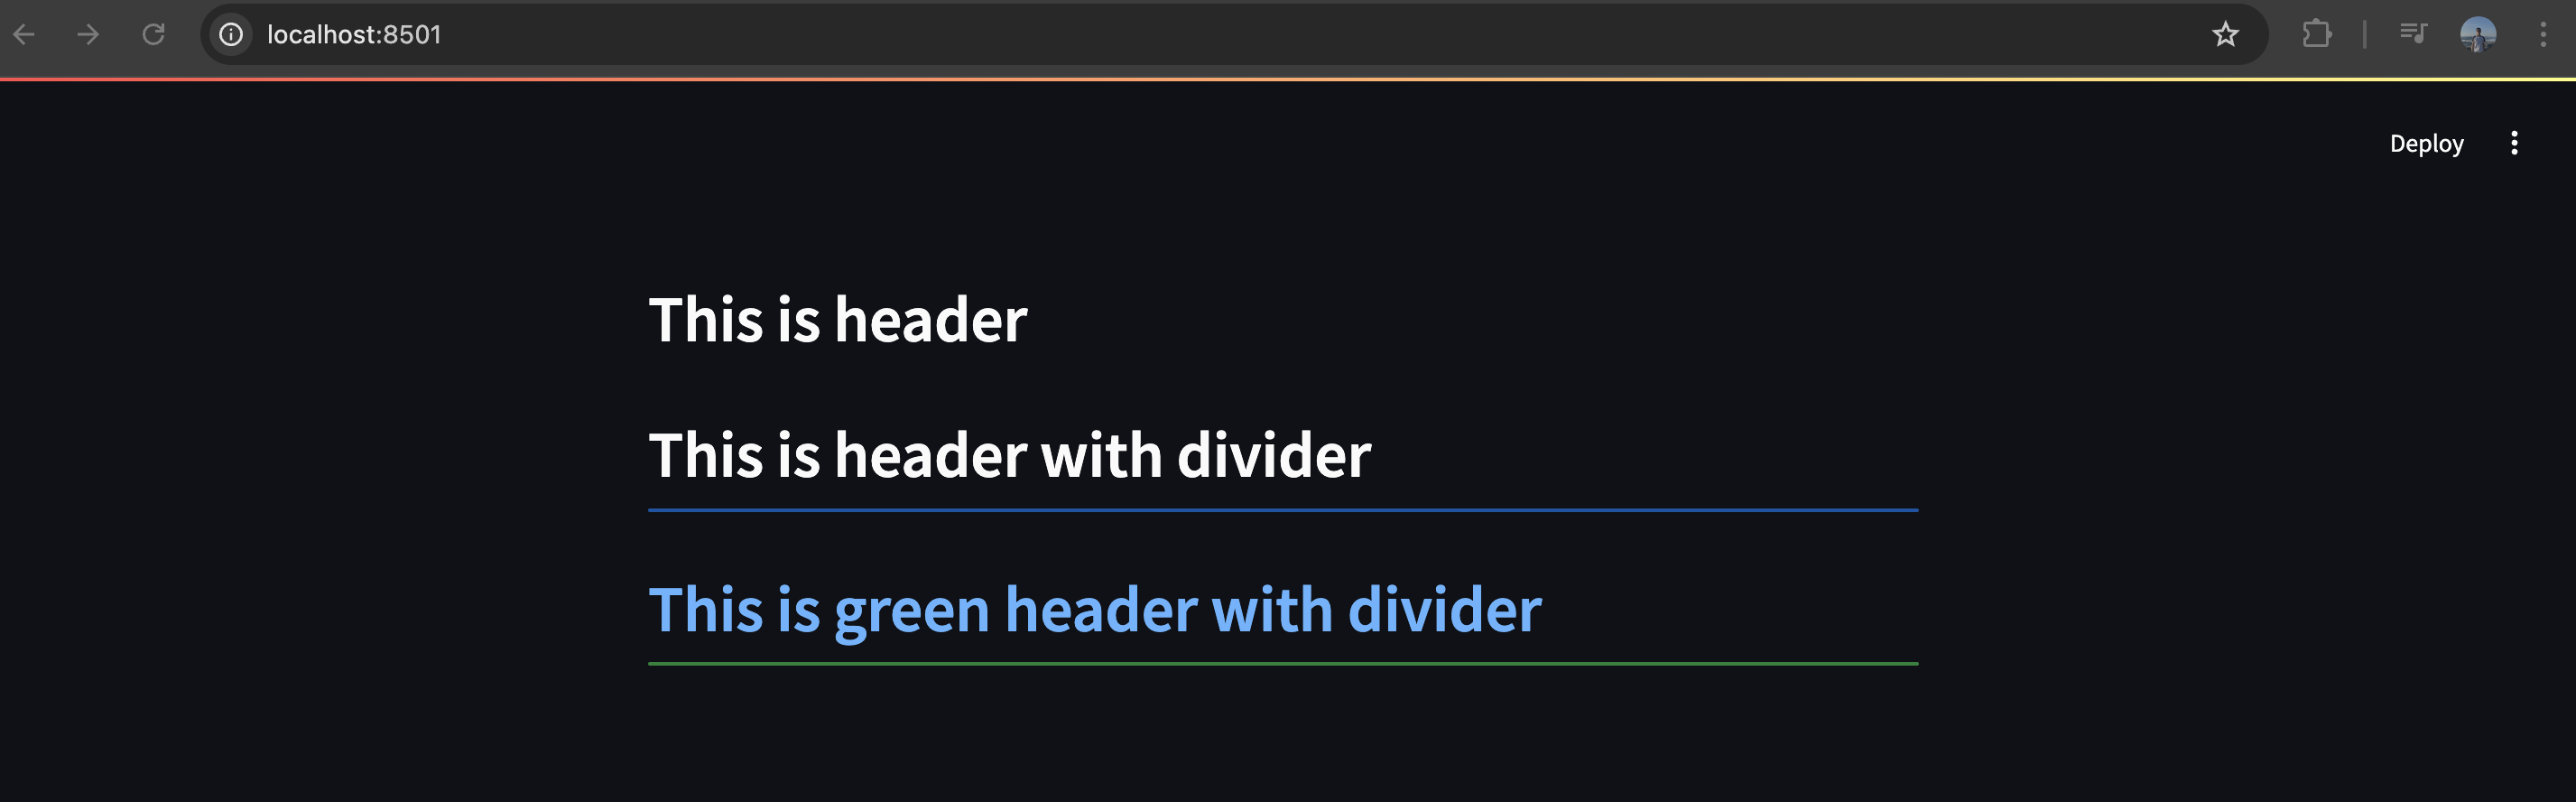 localhost:8501
Deploy
This is header
This is header with divider
This is green header with divider